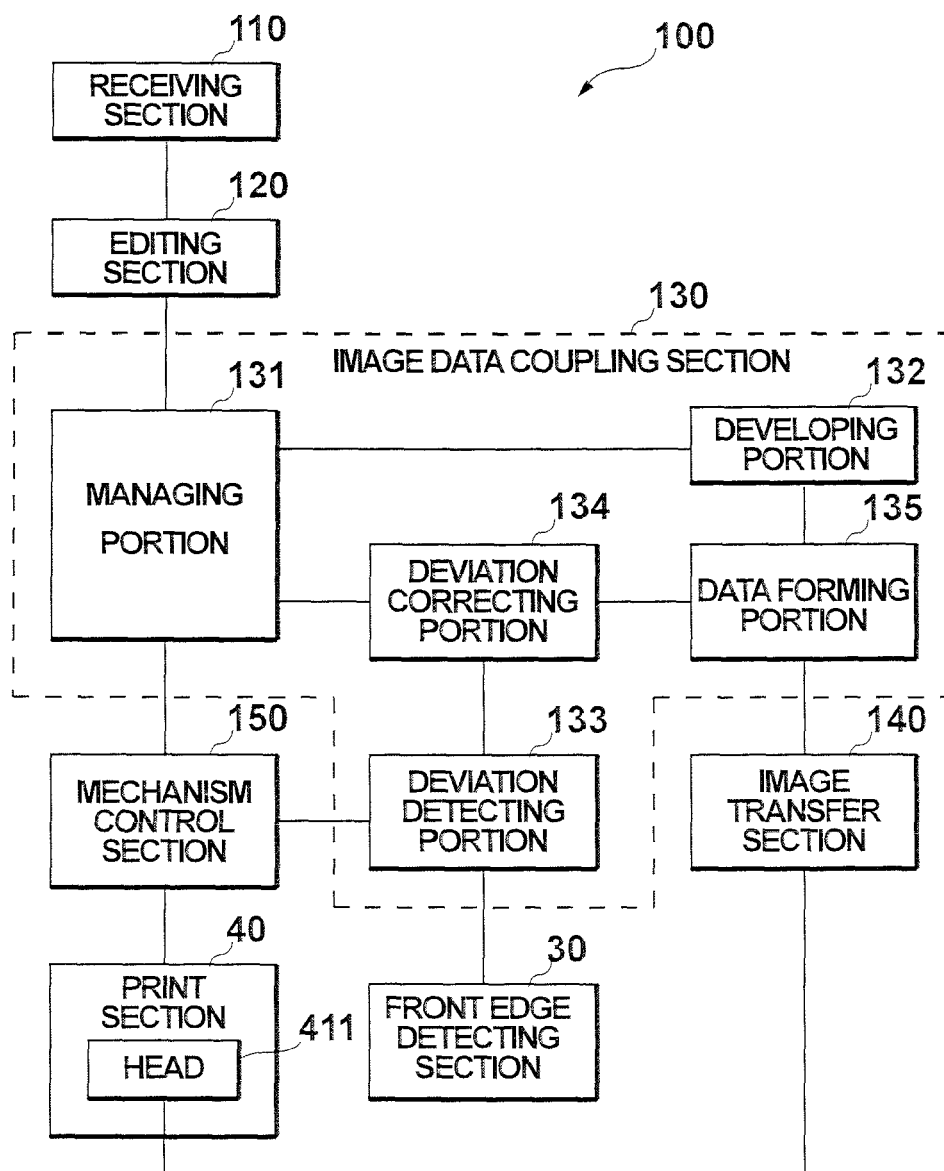 110
100
RECEIVING
SECTION
120
EDITING
SECTION
130
IMAGE DATA COUPLING SECTION
131
132
MANAGING
PORTION
DEVELOPING
PORTION
134
135
DEVIATION
CORRECTING
PORTION
DATA FORMING
PORTION
150
133
140
MECHANISM
CONTROL
SECTION
DEVIATION
DETECTING
PORTION
IMAGE
TRANSFER
SECTION
40
30
PRINT
SECTION
411
HEAD
FRONT EDGE
DETECTING
SECTION